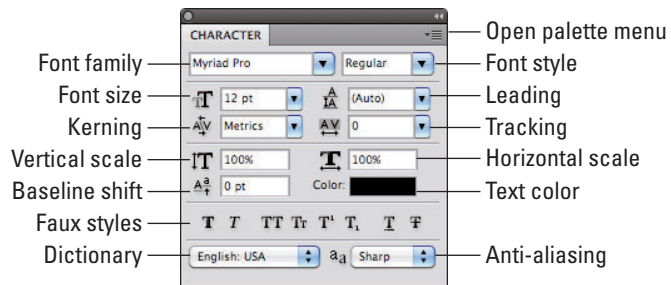 CHARACTER Open palette menu
Font family Myriad Pro Regular Font style
Font size 12 pt (Auto) Leading
Kerning Metrics 0 Tracking
Vertical scale 100% 100% Horizontal scale
Baseline shift 0 pt Color: Text color
Faux styles T T TT Tr T¹ T₁ T T
Dictionary English: USA aa Sharp Anti-aliasing